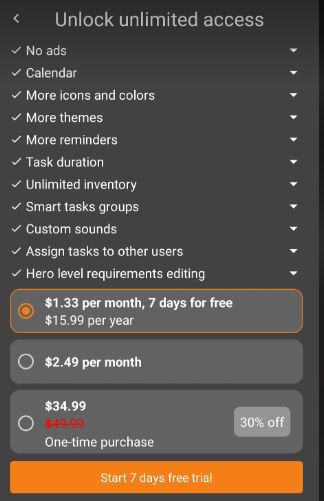 Unlock unlimited access
No ads
Calendar
More icons and colors
More themes
More reminders
Task duration
Unlimited inventory
Smart tasks groups
Custom sounds
Assign tasks to other users
Hero level requirements editing
$1.33 per month, 7 days for free
$15.99 per year
$2.49 per month
$34.99
$49.99
30% off
One-time purchase
Start 7 days free trial